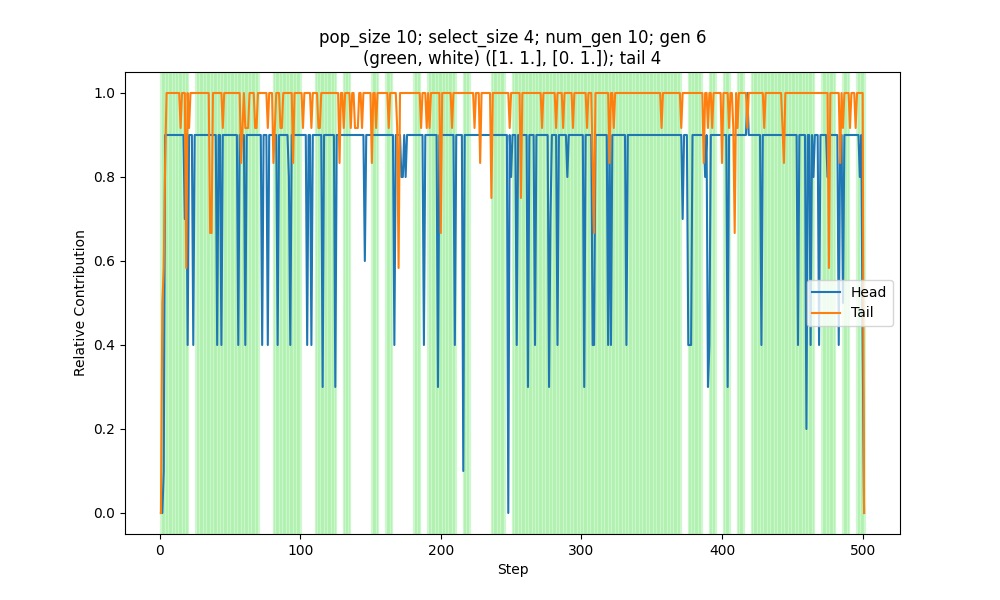 pop_size 10; select_size 4; num_gen 10; gen 6
(green, white) ([1. 1.], [0. 1.]); tail 4
1.0
0.8
0.6
0.4
0.2
0.0
Relative Contribution
Head
Tail
0 100 200 300 400 500
Step